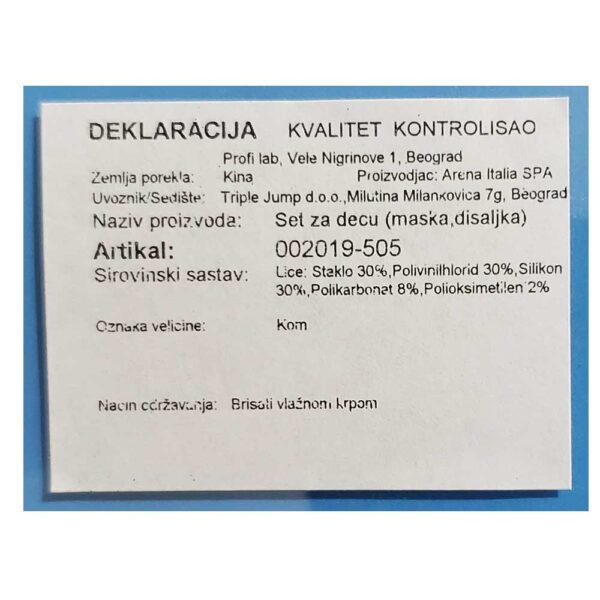 DEKLARACIJA KVALITET KONTROLISAO
Profi lab, Vele Nigrinove 1, Beograd
Zemlja porekla: Kina Proizvodjac: Arena Italia SPA
Uvoznik/Sedište: Triple Jump d.o.o.,Milutina Milankovica 7g, Beograd
Naziv proizvoda: Set za decu (maska,disaljka)
Artikal: 002019-505
Sirovinski sastav: Lice: Staklo 30%,Polivinilhlorid 30%,Silikon
30%,Polikarbonat 8%,Polioksimetilen 2%
Oznaka velicine: Kom
Nacin održavanja: Brisati vlažnom krpom